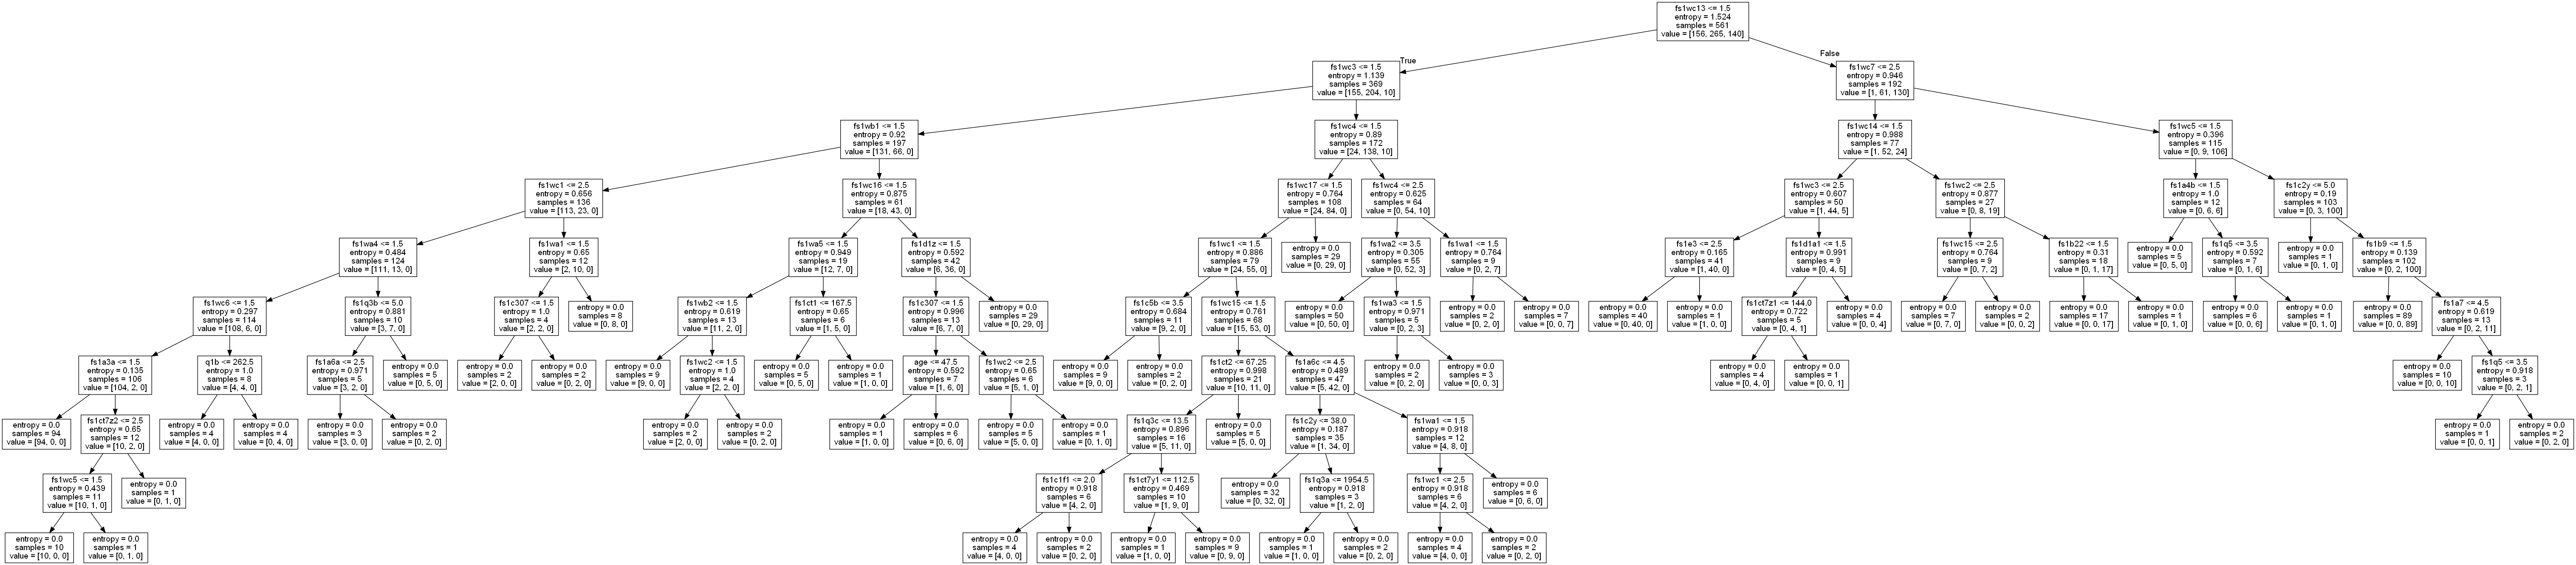 fs1wc13 <= 1.5
entropy = 1.524
samples = 561
value = [156, 265, 140]
True
False
fs1wc3 <= 1.5
entropy = 1.139
samples = 369
value = [155, 204, 10]
fs1wc7 <= 2.5
entropy = 0.946
samples = 192
value = [1, 61, 130]
fs1wb1 <= 1.5
entropy = 0.92
samples = 197
value = [131, 66, 0]
fs1wc4 <= 1.5
entropy = 0.89
samples = 172
value = [24, 138, 10]
fs1wc14 <= 1.5
entropy = 0.988
samples = 77
value = [1, 52, 24]
fs1wc5 <= 1.5
entropy = 0.396
samples = 115
value = [0, 9, 106]
fs1wc1 <= 2.5
entropy = 0.656
samples = 136
value = [113, 23, 0]
fs1wc16 <= 1.5
entropy = 0.875
samples = 61
value = [18, 43, 0]
fs1wc17 <= 1.5
entropy = 0.764
samples = 108
value = [24, 84, 0]
fs1wc4 <= 2.5
entropy = 0.625
samples = 64
value = [0, 54, 10]
fs1wc3 <= 2.5
entropy = 0.607
samples = 50
value = [1, 44, 5]
fs1wc2 <= 2.5
entropy = 0.877
samples = 27
value = [0, 8, 19]
fs1a4b <= 1.5
entropy = 1.0
samples = 12
value = [0, 6, 6]
fs1c2y <= 5.0
entropy = 0.19
samples = 103
value = [0, 3, 100]
fs1wa4 <= 1.5
entropy = 0.484
samples = 124
value = [111, 13, 0]
fs1wa1 <= 1.5
entropy = 0.65
samples = 12
value = [2, 10, 0]
fs1wa5 <= 1.5
entropy = 0.949
samples = 19
value = [12, 7, 0]
fs1d1z <= 1.5
entropy = 0.592
samples = 42
value = [6, 36, 0]
fs1wc1 <= 1.5
entropy = 0.886
samples = 79
value = [24, 55, 0]
entropy = 0.0
samples = 29
value = [0, 29, 0]
fs1wa2 <= 3.5
entropy = 0.305
samples = 55
value = [0, 52, 3]
fs1wa1 <= 1.5
entropy = 0.764
samples = 9
value = [0, 2, 7]
fs1e3 <= 2.5
entropy = 0.165
samples = 41
value = [1, 40, 0]
fs1d1a1 <= 1.5
entropy = 0.991
samples = 9
value = [0, 4, 5]
fs1wc15 <= 2.5
entropy = 0.764
samples = 9
value = [0, 7, 2]
fs1b22 <= 1.5
entropy = 0.31
samples = 18
value = [0, 1, 17]
entropy = 0.0
samples = 5
value = [0, 5, 0]
fs1q5 <= 3.5
entropy = 0.592
samples = 7
value = [0, 1, 6]
entropy = 0.0
samples = 1
value = [0, 1, 0]
fs1b9 <= 1.5
entropy = 0.139
samples = 102
value = [0, 2, 100]
fs1wc6 <= 1.5
entropy = 0.297
samples = 114
value = [108, 6, 0]
fs1q3b <= 5.0
entropy = 0.881
samples = 10
value = [3, 7, 0]
fs1c307 <= 1.5
entropy = 1.0
samples = 4
value = [2, 2, 0]
entropy = 0.0
samples = 8
value = [0, 8, 0]
fs1wb2 <= 1.5
entropy = 0.619
samples = 13
value = [11, 2, 0]
fs1ct1 <= 167.5
entropy = 0.65
samples = 6
value = [1, 5, 0]
fs1c307 <= 1.5
entropy = 0.996
samples = 13
value = [6, 7, 0]
entropy = 0.0
samples = 29
value = [0, 29, 0]
fs1c5b <= 3.5
entropy = 0.684
samples = 11
value = [9, 2, 0]
fs1wc15 <= 1.5
entropy = 0.761
samples = 68
value = [15, 53, 0]
entropy = 0.0
samples = 50
value = [0, 50, 0]
fs1wa3 <= 1.5
entropy = 0.971
samples = 5
value = [0, 2, 3]
entropy = 0.0
samples = 2
value = [0, 2, 0]
entropy = 0.0
samples = 7
value = [0, 0, 7]
entropy = 0.0
samples = 40
value = [0, 40, 0]
entropy = 0.0
samples = 1
value = [1, 0, 0]
fs1ct7z1 <= 144.0
entropy = 0.722
samples = 5
value = [0, 4, 1]
entropy = 0.0
samples = 4
value = [0, 0, 4]
entropy = 0.0
samples = 7
value = [0, 7, 0]
entropy = 0.0
samples = 2
value = [0, 0, 2]
entropy = 0.0
samples = 17
value = [0, 0, 17]
entropy = 0.0
samples = 1
value = [0, 1, 0]
entropy = 0.0
samples = 6
value = [0, 0, 6]
entropy = 0.0
samples = 1
value = [0, 1, 0]
entropy = 0.0
samples = 89
value = [0, 0, 89]
fs1a7 <= 4.5
entropy = 0.619
samples = 13
value = [0, 2, 11]
fs1a3a <= 1.5
entropy = 0.135
samples = 106
value = [104, 2, 0]
q1b <= 262.5
entropy = 1.0
samples = 8
value = [4, 4, 0]
fs1a6a <= 2.5
entropy = 0.971
samples = 5
value = [3, 2, 0]
entropy = 0.0
samples = 5
value = [0, 5, 0]
entropy = 0.0
samples = 2
value = [2, 0, 0]
entropy = 0.0
samples = 2
value = [0, 2, 0]
entropy = 0.0
samples = 9
value = [9, 0, 0]
fs1wc2 <= 1.5
entropy = 1.0
samples = 4
value = [2, 2, 0]
entropy = 0.0
samples = 5
value = [0, 5, 0]
entropy = 0.0
samples = 1
value = [1, 0, 0]
age <= 47.5
entropy = 0.592
samples = 7
value = [1, 6, 0]
fs1wc2 <= 2.5
entropy = 0.65
samples = 6
value = [5, 1, 0]
entropy = 0.0
samples = 9
value = [9, 0, 0]
entropy = 0.0
samples = 2
value = [0, 2, 0]
fs1ct2 <= 67.25
entropy = 0.998
samples = 21
value = [10, 11, 0]
fs1a6c <= 4.5
entropy = 0.489
samples = 47
value = [5, 42, 0]
entropy = 0.0
samples = 2
value = [0, 2, 0]
entropy = 0.0
samples = 3
value = [0, 0, 3]
entropy = 0.0
samples = 4
value = [0, 4, 0]
entropy = 0.0
samples = 1
value = [0, 0, 1]
entropy = 0.0
samples = 10
value = [0, 0, 10]
fs1q5 <= 3.5
entropy = 0.918
samples = 3
value = [0, 2, 1]
entropy = 0.0
samples = 94
value = [94, 0, 0]
fs1ct7z2 <= 2.5
entropy = 0.65
samples = 12
value = [10, 2, 0]
entropy = 0.0
samples = 4
value = [4, 0, 0]
entropy = 0.0
samples = 4
value = [0, 4, 0]
entropy = 0.0
samples = 3
value = [3, 0, 0]
entropy = 0.0
samples = 2
value = [0, 2, 0]
entropy = 0.0
samples = 2
value = [2, 0, 0]
entropy = 0.0
samples = 2
value = [0, 2, 0]
entropy = 0.0
samples = 1
value = [1, 0, 0]
entropy = 0.0
samples = 6
value = [0, 6, 0]
entropy = 0.0
samples = 5
value = [5, 0, 0]
entropy = 0.0
samples = 1
value = [0, 1, 0]
fs1q3c <= 13.5
entropy = 0.896
samples = 16
value = [5, 11, 0]
entropy = 0.0
samples = 5
value = [5, 0, 0]
fs1c2y <= 38.0
entropy = 0.187
samples = 35
value = [1, 34, 0]
fs1wa1 <= 1.5
entropy = 0.918
samples = 12
value = [4, 8, 0]
entropy = 0.0
samples = 1
value = [0, 0, 1]
entropy = 0.0
samples = 2
value = [0, 2, 0]
fs1wc5 <= 1.5
entropy = 0.439
samples = 11
value = [10, 1, 0]
entropy = 0.0
samples = 1
value = [0, 1, 0]
fs1c1f1 <= 2.0
entropy = 0.918
samples = 6
value = [4, 2, 0]
fs1ct7y1 <= 112.5
entropy = 0.469
samples = 10
value = [1, 9, 0]
entropy = 0.0
samples = 32
value = [0, 32, 0]
fs1q3a <= 1954.5
entropy = 0.918
samples = 3
value = [1, 2, 0]
fs1wc1 <= 2.5
entropy = 0.918
samples = 6
value = [4, 2, 0]
entropy = 0.0
samples = 6
value = [0, 6, 0]
entropy = 0.0
samples = 10
value = [10, 0, 0]
entropy = 0.0
samples = 1
value = [0, 1, 0]
entropy = 0.0
samples = 4
value = [4, 0, 0]
entropy = 0.0
samples = 2
value = [0, 2, 0]
entropy = 0.0
samples = 1
value = [1, 0, 0]
entropy = 0.0
samples = 9
value = [0, 9, 0]
entropy = 0.0
samples = 1
value = [1, 0, 0]
entropy = 0.0
samples = 2
value = [0, 2, 0]
entropy = 0.0
samples = 4
value = [4, 0, 0]
entropy = 0.0
samples = 2
value = [0, 2, 0]